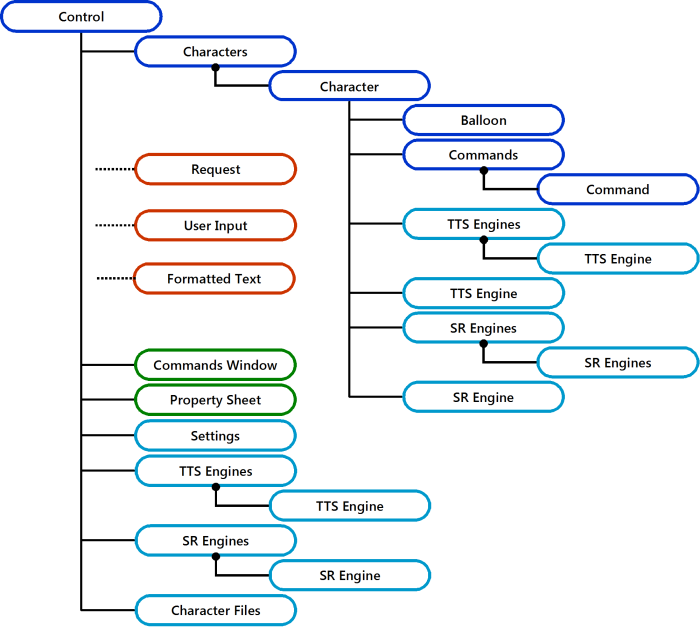 Control
Characters
Character
Balloon
Commands
Command
Request
User Input
TTS Engines
TTS Engine
Formatted Text
TTS Engine
SR Engines
SR Engines
Commands Window
Property Sheet
SR Engine
Settings
TTS Engines
TTS Engine
SR Engines
SR Engine
Character Files